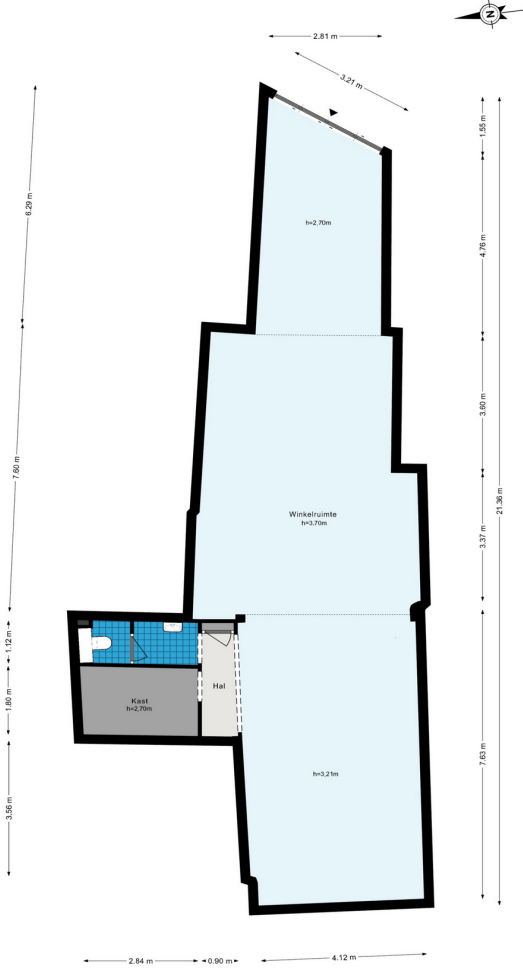 N
2.81 m
3.21 m
1.55 m
6.29 m
h=2,70m
4.76 m
3.60 m
7.60 m
21.36 m
Winkelruimte
h=3,70m
3.37 m
1.12 m
1.80 m
Kast
h=2,70m
Hal
7.63 m
3.56 m
h=3,21m
2.84 m
0.90 m
4.12 m